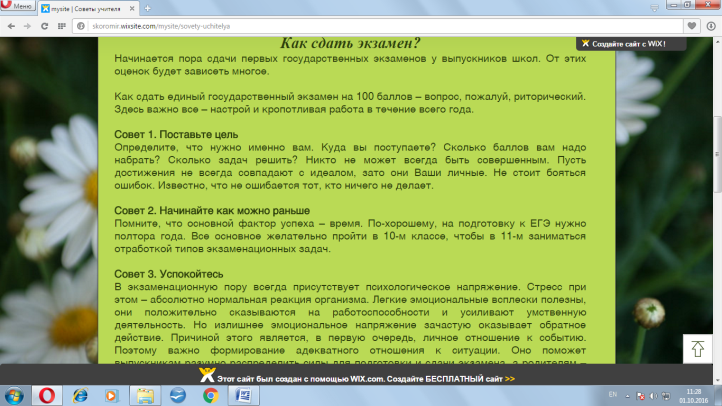 Меню
mysite | Советы учителя
skoromir.wixsite.com/mysite/sovety-uchitelya
Создайте сайт с WiX!
Как сдать экзамен?
Начинается пора сдачи первых государственных экзаменов у выпускников школ. От этих
оценок будет зависеть многое.
Как сдать единый государственный экзамен на 100 баллов – вопрос, пожалуй, риторический.
Здесь важно все – настрой и кропотливая работа в течение всего года.
Совет 1. Поставьте цель
Определите, что нужно именно вам. Куда вы поступаете? Сколько баллов вам надо
набрать? Сколько задач решить? Никто не может всегда быть совершенным. Пусть
достижения не всегда совпадают с идеалом, зато они Ваши личные. Не стоит бояться
ошибок. Известно, что не ошибается тот, кто ничего не делает.
Совет 2. Начинайте как можно раньше
Помните, что основной фактор успеха – время. По-хорошему, на подготовку к ЕГЭ нужно
полтора года. Все основное желательно пройти в 10-м классе, чтобы в 11-м заниматься
отработкой типов экзаменационных задач.
Совет 3. Успокойтесь
В экзаменационную пору всегда присутствует психологическое напряжение. Стресс при
этом – абсолютно нормальная реакция организма. Легкие эмоциональные всплески полезны,
они положительно сказываются на работоспособности и усиливают умственную
деятельность. Но излишнее эмоциональное напряжение зачастую оказывает обратное
действие. Причиной этого является, в первую очередь, личное отношение к событию.
Поэтому важно формирование адекватного отношения к ситуации. Оно поможет
выпускникам разумно распределить силы для подготовки и сдачи экзамена, а родителям –
Этот сайт был создан с помощью WIX.com. Создайте БЕСПЛАТНЫЙ сайт >>
EN
11:28
01.10.2016